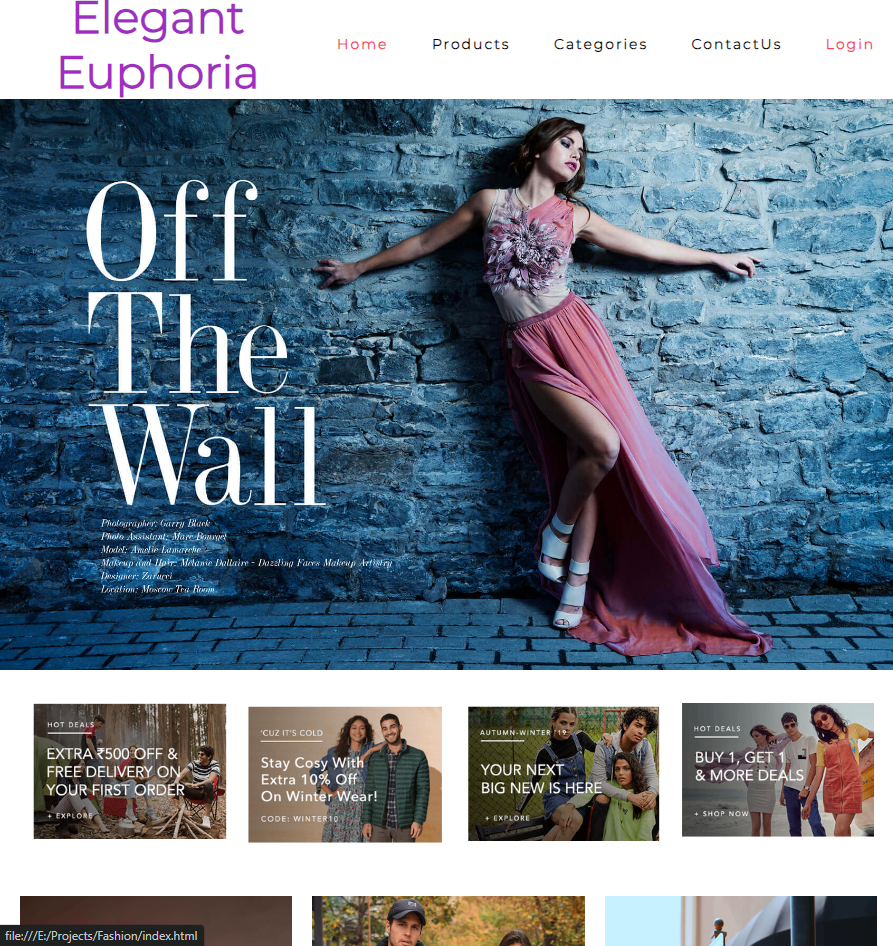 Elegant
Euphoria
Home Products Categories ContactUs Login
Off
The
Wall
Photographer: Garry Black
Photo Assistant: Marc Bourget
Model: Amelie Lamarche
Makeup and Hair: Melanie Dallaire - Dazzling Faces Makeup Artistry
Designer: Zarucci
Location: Moscow Tea Room
HOT DEALS
EXTRA ₹500 OFF &
FREE DELIVERY ON
YOUR FIRST ORDER
+ EXPLORE
'CUZ IT'S COLD
Stay Cosy With
Extra 10% Off
On Winter Wear!
CODE: WINTER10
AUTUMN-WINTER '19
YOUR NEXT
BIG NEW IS HERE
+ EXPLORE
HOT DEALS
BUY 1, GET 1
& MORE DEALS
+ SHOP NOW
file:///E:/Projects/Fashion/index.html